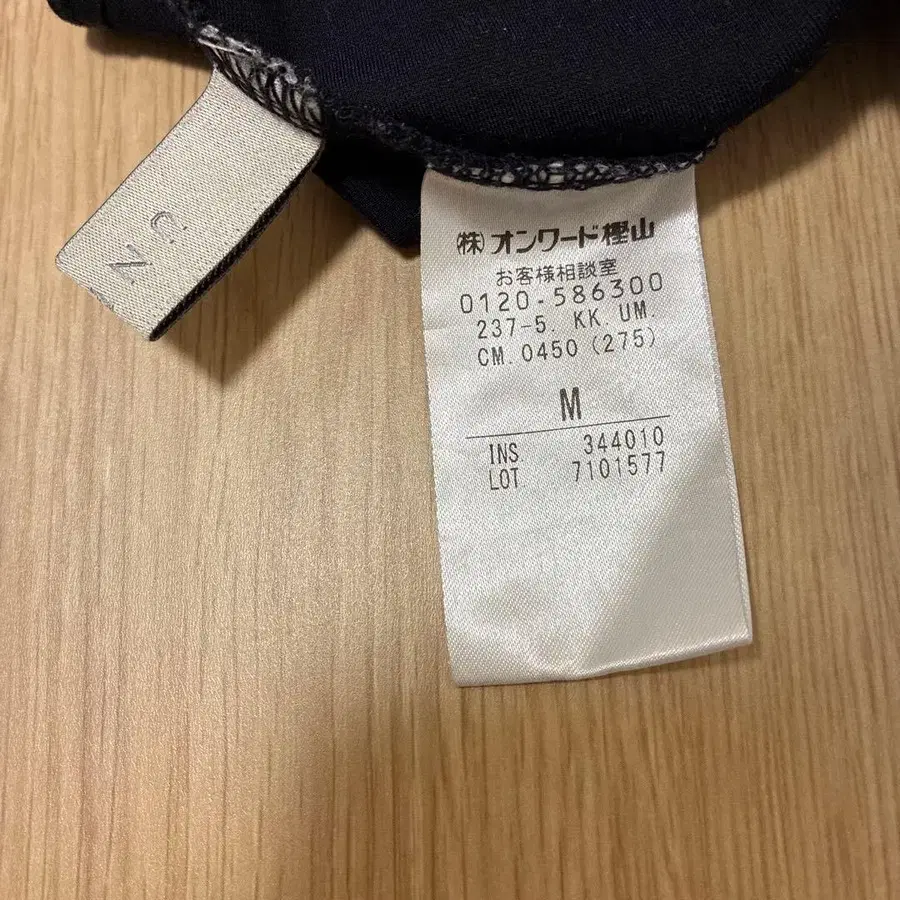 C.
Z.
㈱オンワード樫山
お客様相談室
0120-586300
237-5. KK. UM.
CM. 0450 (275)
M
INS 344010
LOT 7101577